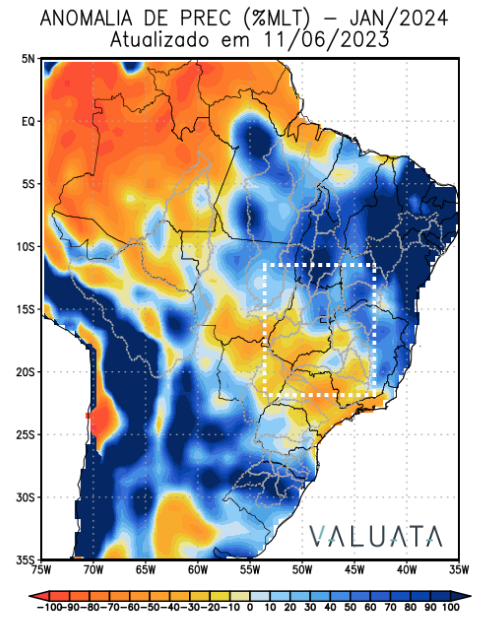 ANOMALIA DE PREC (%MLT) – JAN/2024
Atualizado em 11/06/2023
5N
EQ
5S
10S
15S
20S
25S
30S
35S
VALUATA
75W 70W 65W 60W 55W 50W 45W 40W 35W
-100-90-80-70-60-50-40-30-20-10 0 10 20 30 40 50 60 70 80 90 100